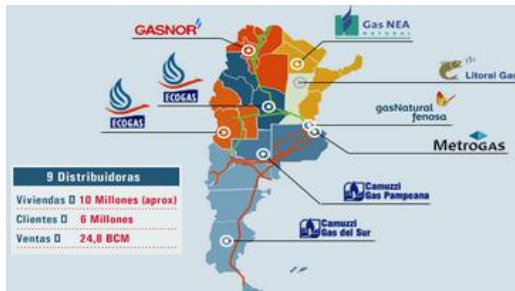 GASNOR
Gas NEA
NATURAL
Litoral Gas
ECOGAS
ECOGAS
gasNatural
fenosa
METROGAS
9 Distribuidoras
Viviendas 10 Millones (aprox)
Clientes 6 Millones
Ventas 24,8 BCM
Camuzzi
Gas Pampeana
Camuzzi
Gas del Sur